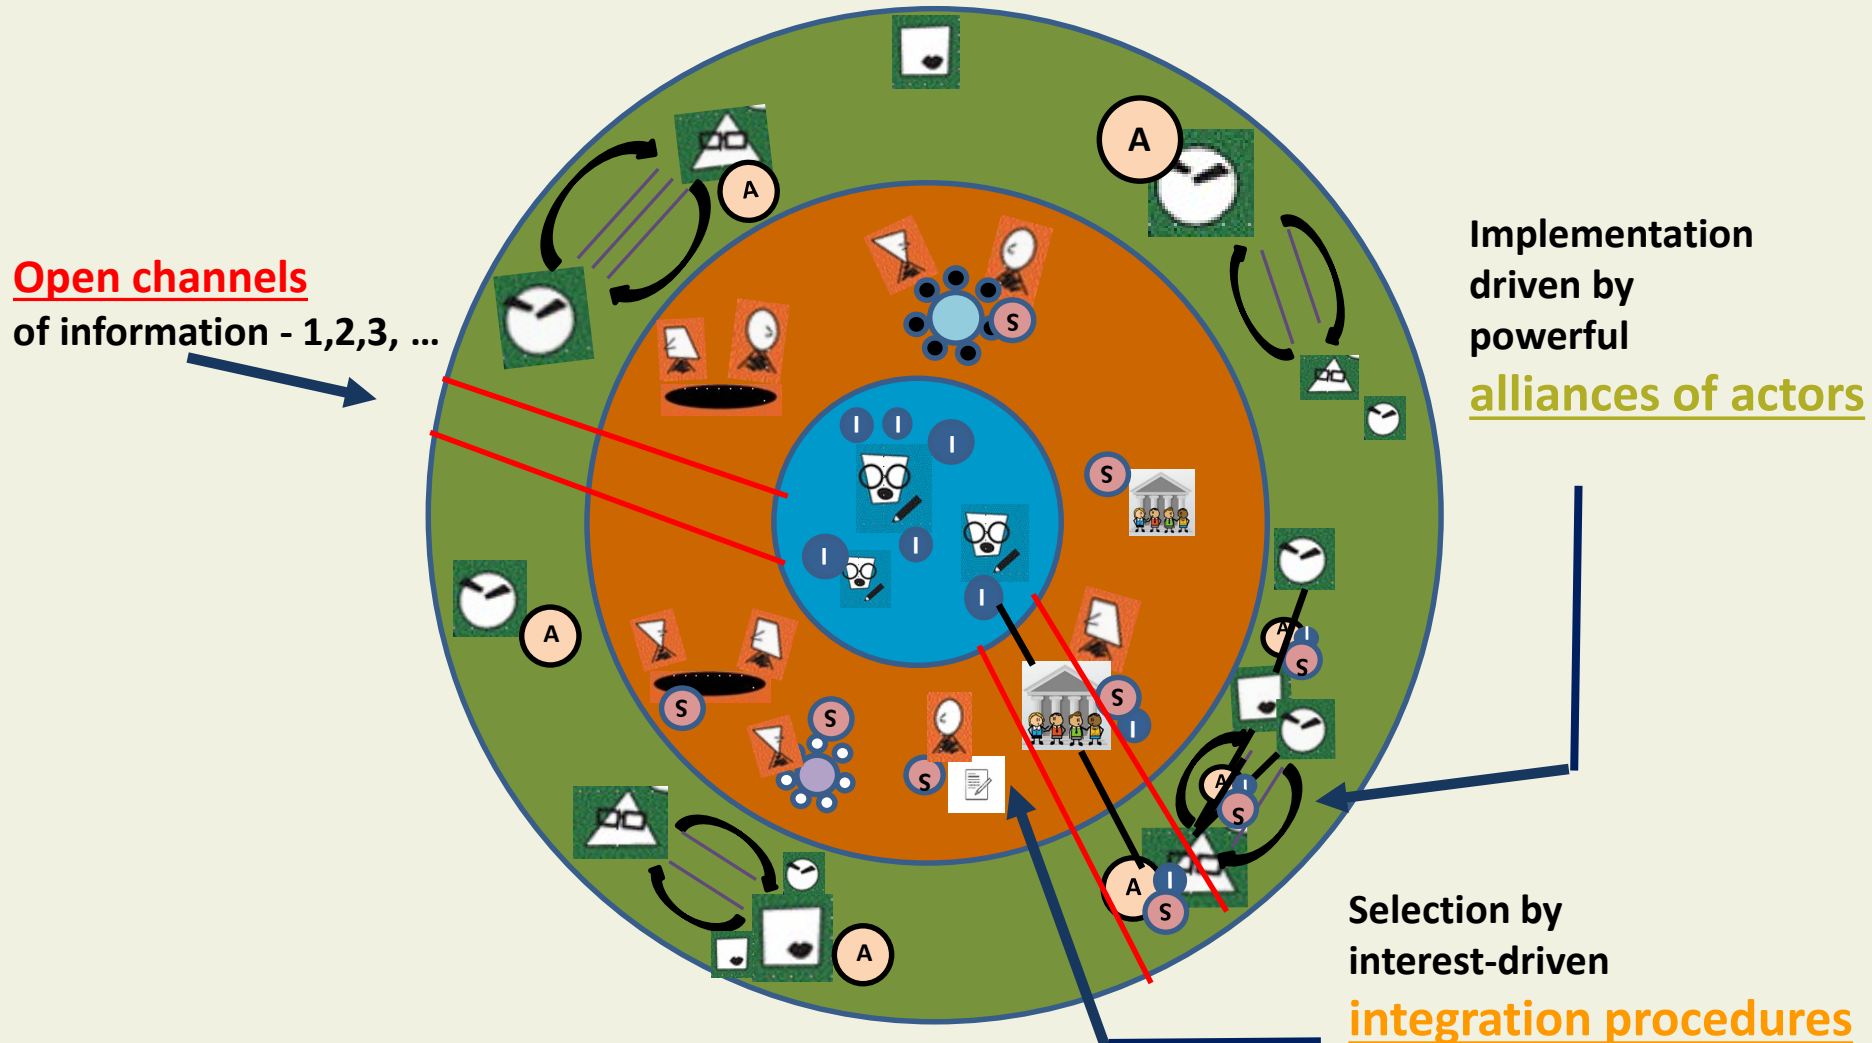 Open channels
of information - 1,2,3, ...
Implementation
driven by
powerful
alliances of actors
Selection by
interest-driven
integration procedures
A
A
S
I
I
I
S
I
I
I
A
A
I
S
S
S
S
I
S
A
I
S
A
I
S
A
I
S
A